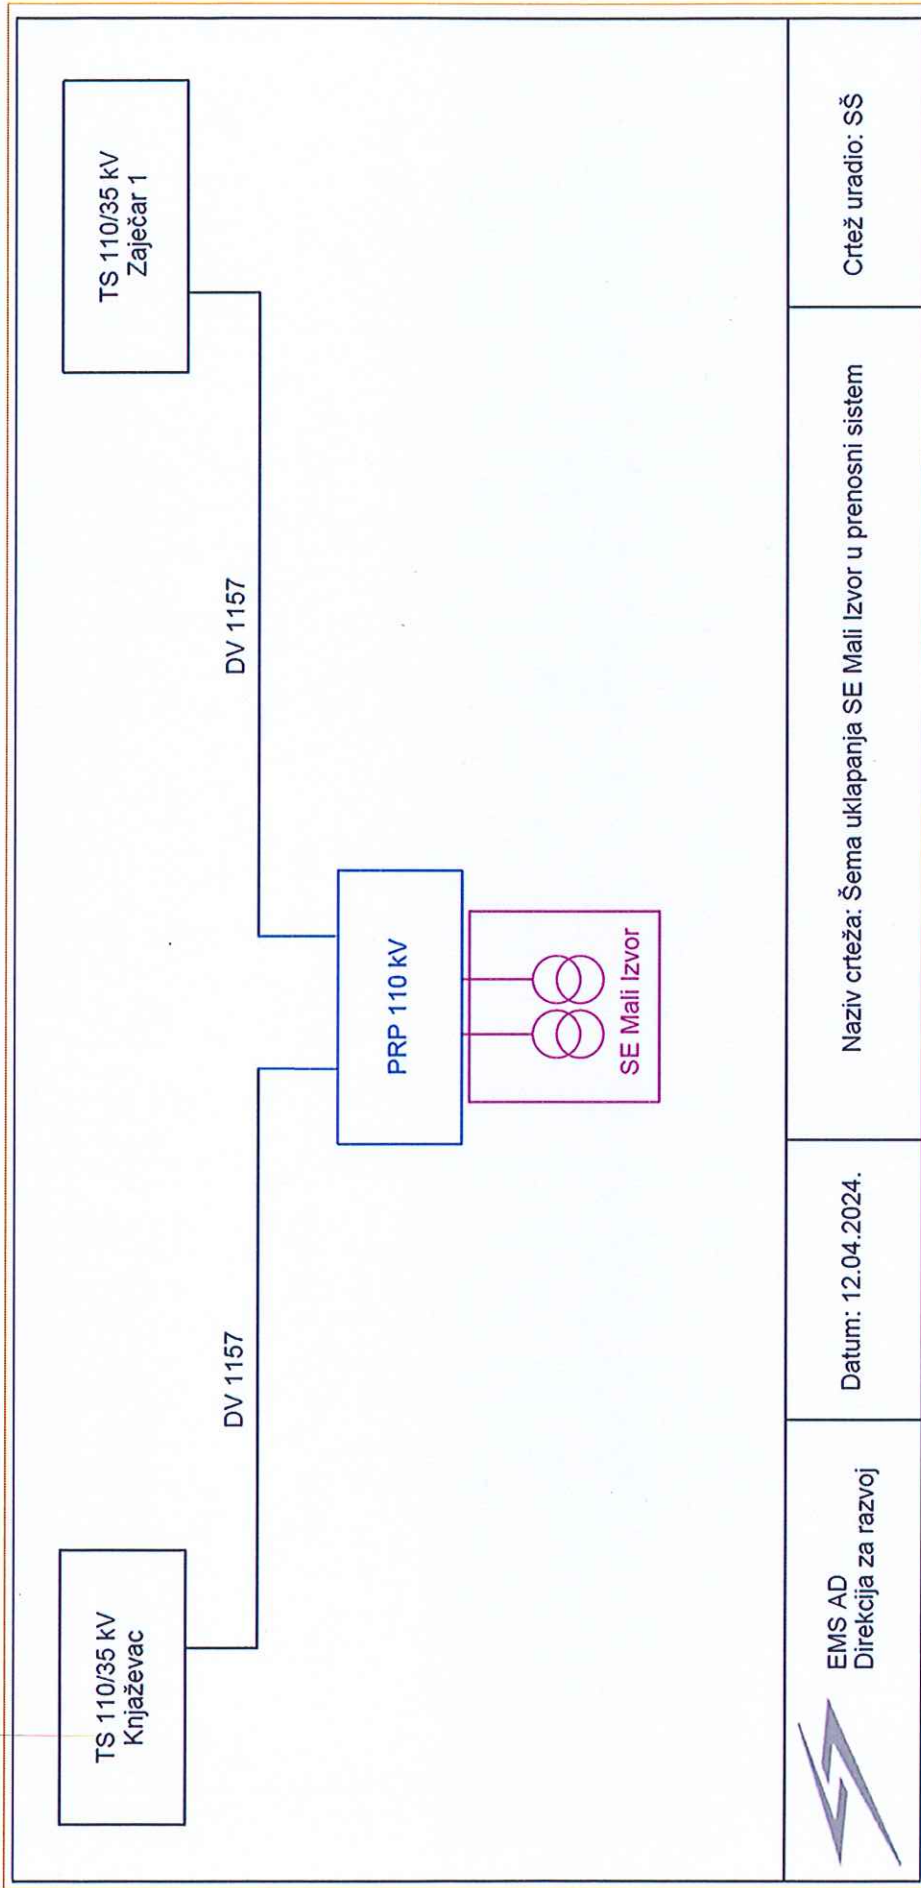 TS 110/35 kV
Knjaževac
TS 110/35 kV
Zaječar 1
DV 1157
DV 1157
PRP 110 kV
SE Mali Izvor
EMS AD
Direkcija za razvoj
Datum: 12.04.2024.
Naziv crteža: Šema uklapanja SE Mali Izvor u prenosni sistem
Crtež uradio: SŠ